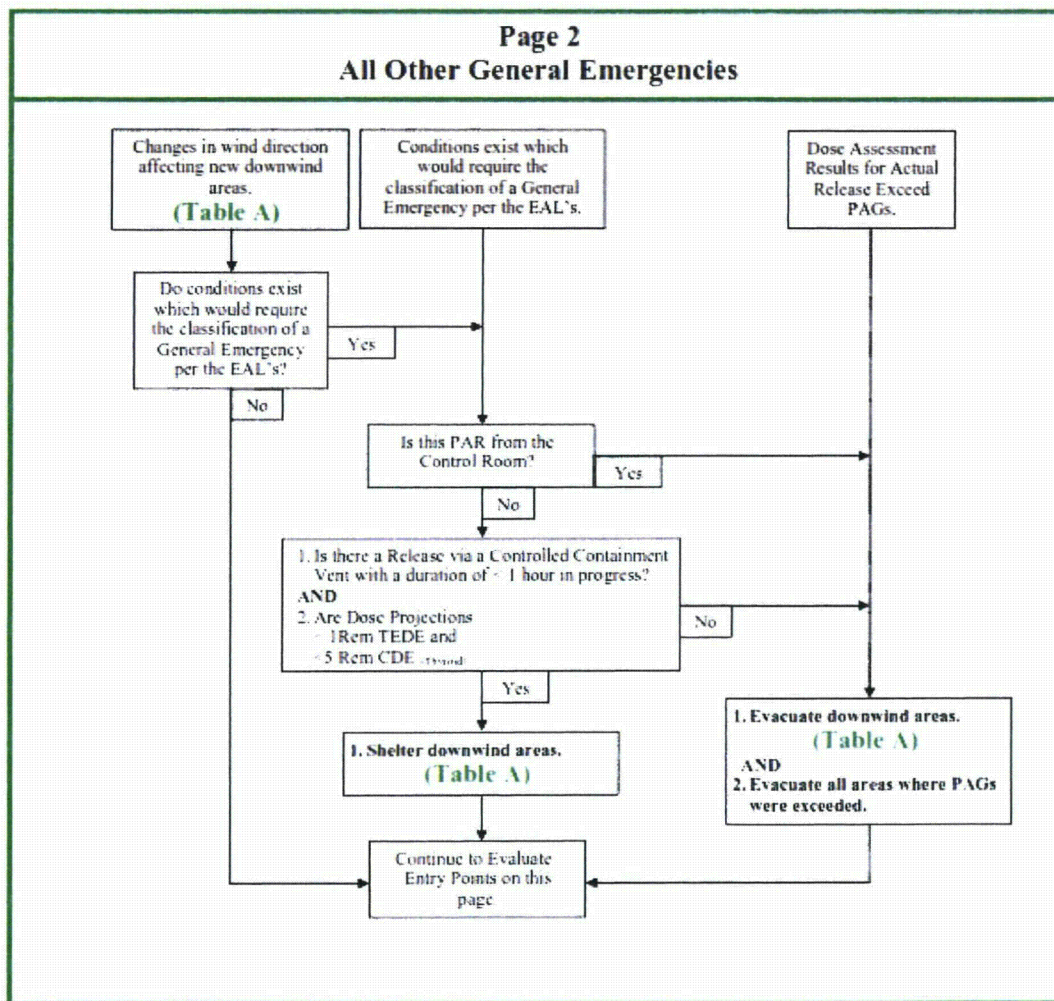 Page 2
All Other General Emergencies
Changes in wind direction
affecting new downwind
areas.
(Table A)
Conditions exist which
would require the
classification of a General
Emergency per the EAL's.
Dose Assessment
Results for Actual
Release Exceed
PAGs.
Do conditions exist
which would require
the classification of a
General Emergency
per the EAL's?
Yes
No
Is this PAR from the
Control Room?
Yes
No
1. Is there a Release via a Controlled Containment
Vent with a duration of < 1 hour in progress?
AND
2. Are Dose Projections
< 1Rem TEDE and
<5 Rem CDE
No
Yes
1. Shelter downwind areas.
(Table A)
1. Evacuate downwind areas.
(Table A)
AND
2. Evacuate all areas where PAGs
were exceeded.
Continue to Evaluate
Entry Points on this
page